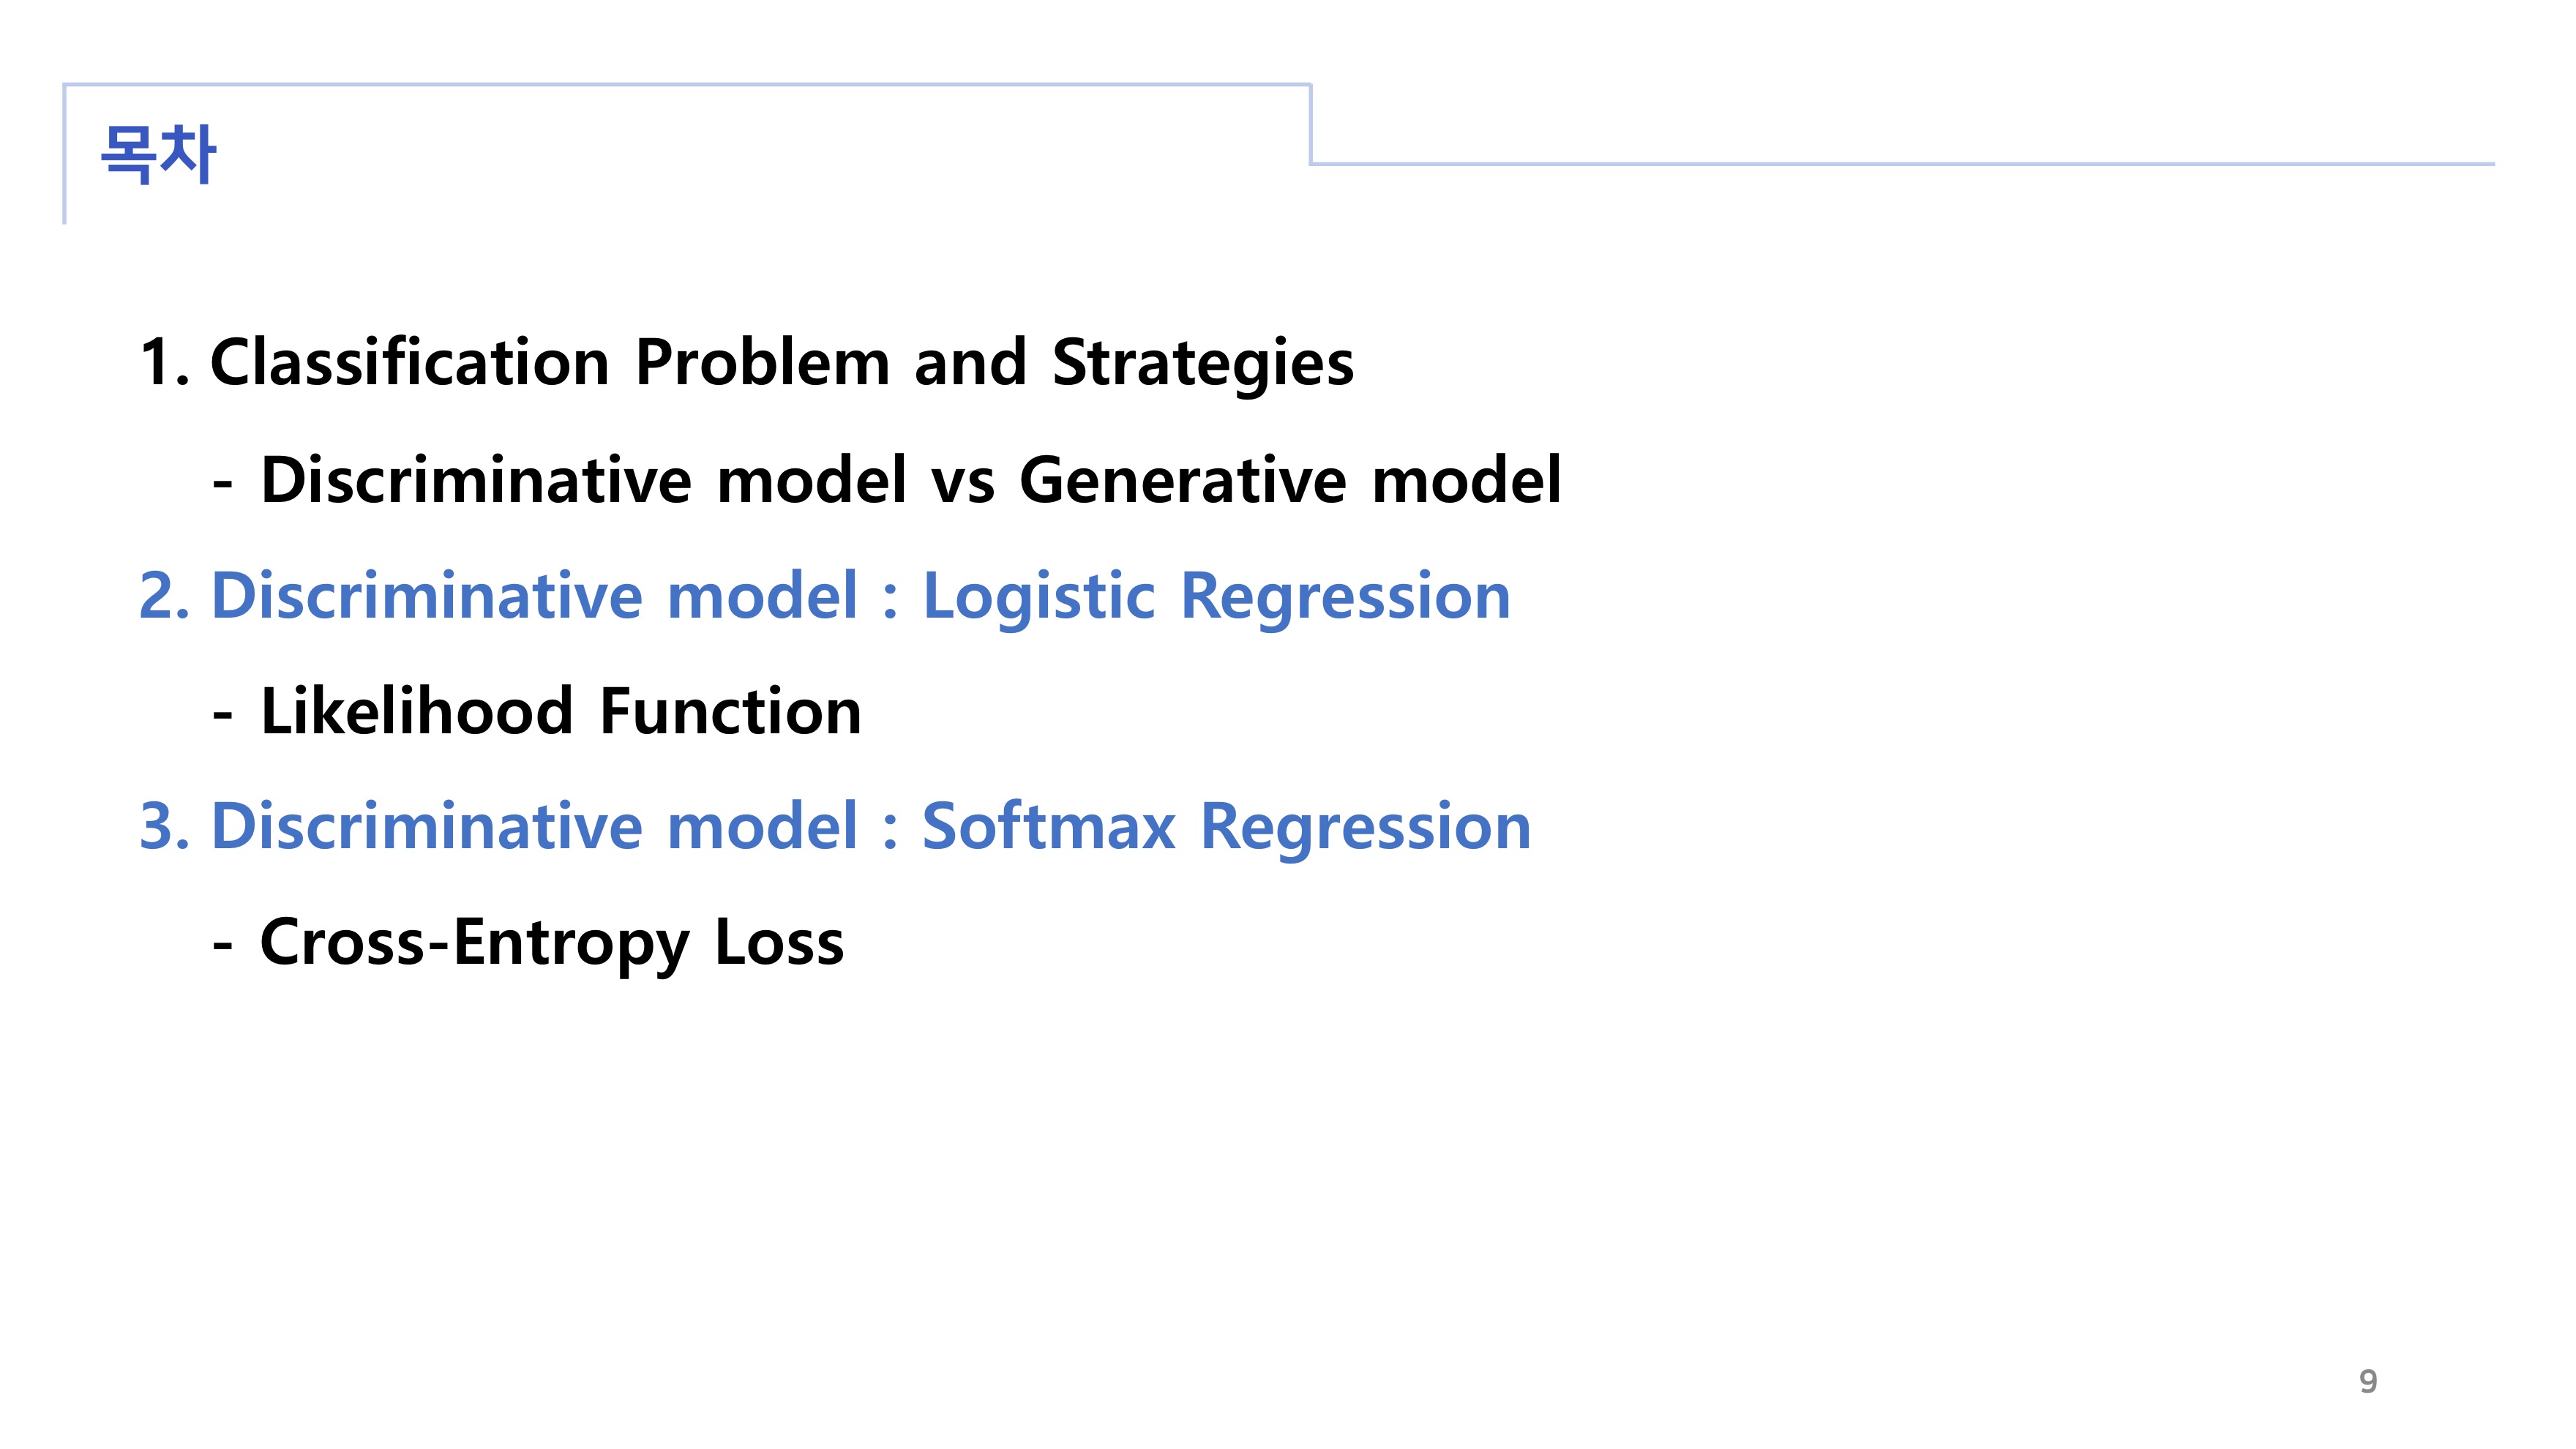 목차
1. Classification Problem and Strategies
- Discriminative model vs Generative model
2. Discriminative model : Logistic Regression
- Likelihood Function
3. Discriminative model : Softmax Regression
- Cross-Entropy Loss
9